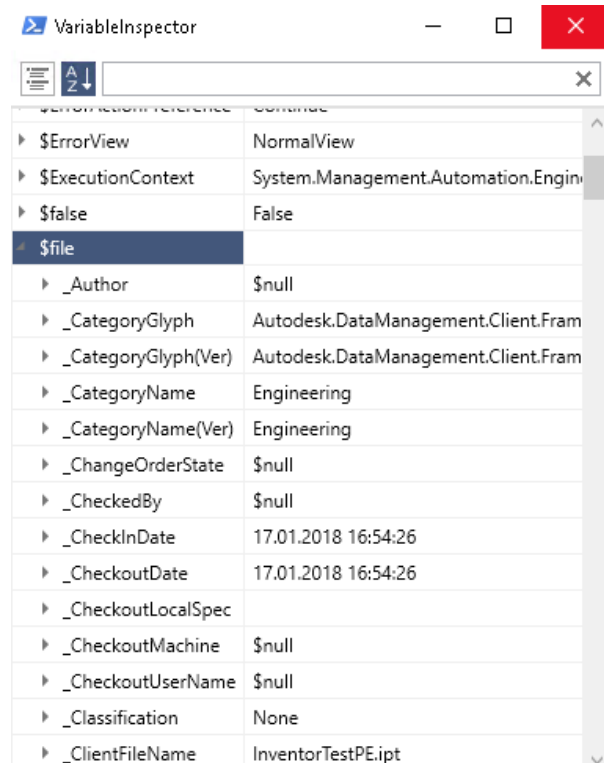 VariableInspector
$ErrorActionPreference Continue
$ErrorView NormalView
$ExecutionContext System.Management.Automation.Engin
$false False
$file
_Author $null
_CategoryGlyph Autodesk.DataManagement.Client.Fram
_CategoryGlyph(Ver) Autodesk.DataManagement.Client.Fram
_CategoryName Engineering
_CategoryName(Ver) Engineering
_ChangeOrderState $null
_CheckedBy $null
_CheckInDate 17.01.2018 16:54:26
_CheckoutDate 17.01.2018 16:54:26
_CheckoutLocalSpec
_CheckoutMachine $null
_CheckoutUserName $null
_Classification None
_ClientFileName InventorTestPE.ipt